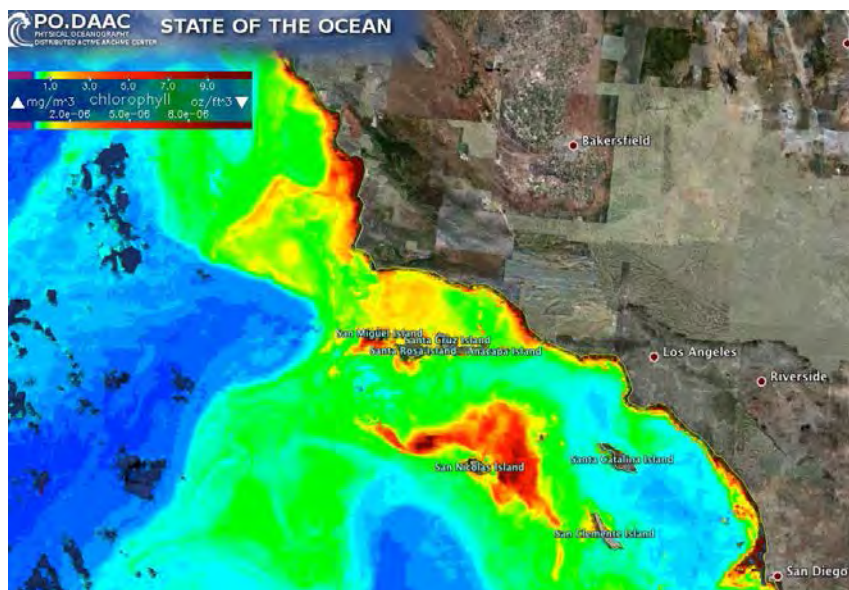 PO.DAAC
PHYSICAL OCEANOGRAPHY
DISTRIBUTED ACTIVE ARCHIVE CENTER
STATE OF THE OCEAN
1.0 3.0 5.0 7.0 9.0
▲mg/m^3 chlorophyll oz/ft^3▼
2.0e-06 5.0e-06 8.0e-06
Bakersfield
San Miguel Island
Santa Cruz Island
Santa Rosa Island Anacapa Island
Los Angeles
Riverside
San Nicolas Island
Santa Catalina Island
San Clemente Island
San Diego